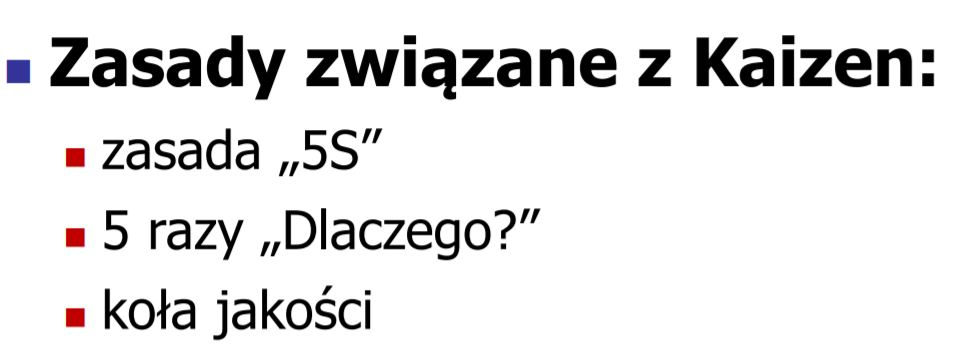 Zasady związane z Kaizen:
zasada „5S”
5 razy „Dlaczego?”
koła jakości